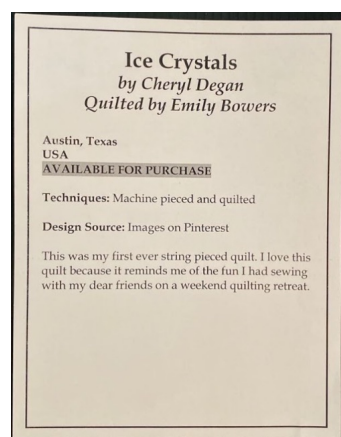 Ice Crystals
by Cheryl Degan
Quilted by Emily Bowers
Austin, Texas
USA
AVAILABLE FOR PURCHASE
Techniques: Machine pieced and quilted
Design Source: Images on Pinterest
This was my first ever string pieced quilt. I love this
quilt because it reminds me of the fun I had sewing
with my dear friends on a weekend quilting retreat.